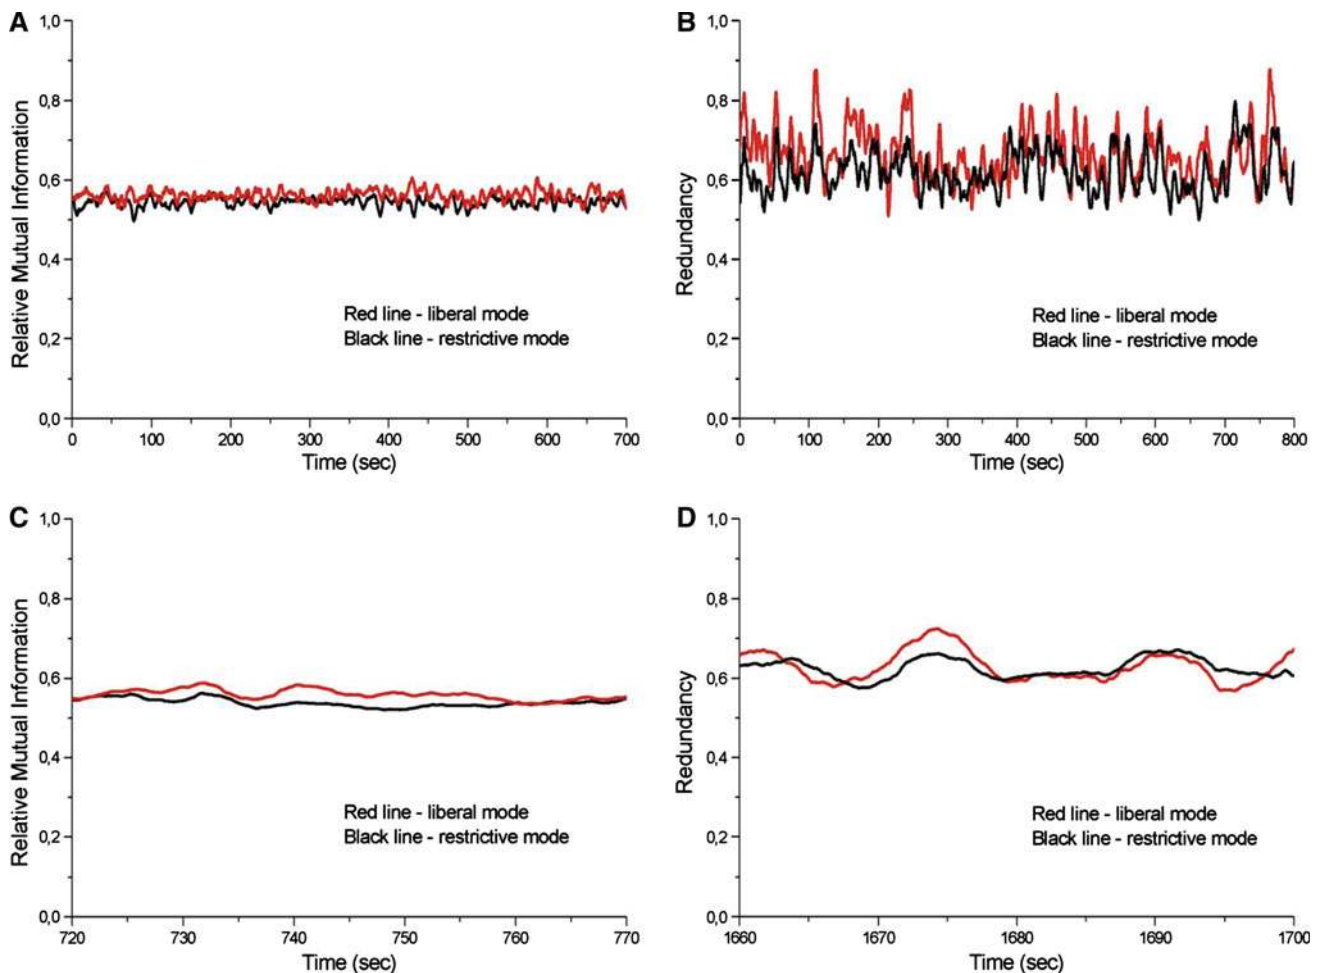 A
Relative Mutual Information
1,0
0,8
0,6
0,4
0,2
0,0
Red line - liberal mode
Black line - restrictive mode
0 100 200 300 400 500 600 700
Time (sec)
B
Redundancy
1,0
0,8
0,6
0,4
0,2
0,0
Red line - liberal mode
Black line - restrictive mode
0 100 200 300 400 500 600 700 800
Time (sec)
C
Relative Mutual Information
1,0
0,8
0,6
0,4
0,2
0,0
Red line - liberal mode
Black line - restrictive mode
720 730 740 750 760 770
Time (sec)
D
Redundancy
1,0
0,8
0,6
0,4
0,2
0,0
Red line - liberal mode
Black line - restrictive mode
1660 1670 1680 1690 1700
Time (sec)